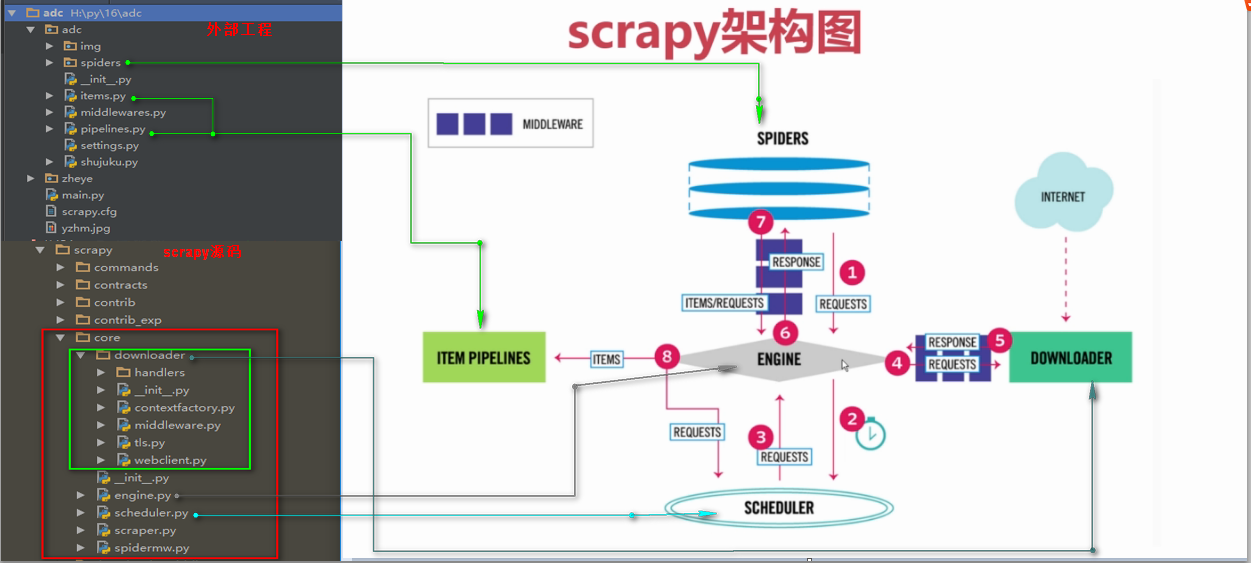 adc H:\py\16\adc
adc
外部工程
img
spiders
__init__.py
items.py
middlewares.py
pipelines.py
settings.py
shujuku.py
zheye
main.py
scrapy.cfg
yzhm.jpg
scrapy
scrapy源码
commands
contracts
contrib
contrib_exp
core
downloader
handlers
__init__.py
contextfactory.py
middleware.py
tls.py
webclient.py
__init__.py
engine.py
scheduler.py
scraper.py
spidermw.py
scrapy架构图
MIDDLEWARE
SPIDERS
INTERNET
7
RESPONSE
1
ITEMS/REQUESTS
REQUESTS
6
ITEM PIPELINES
ITEMS
8
ENGINE
4
RESPONSE
5
REQUESTS
DOWNLOADER
REQUESTS
3
REQUESTS
2
SCHEDULER